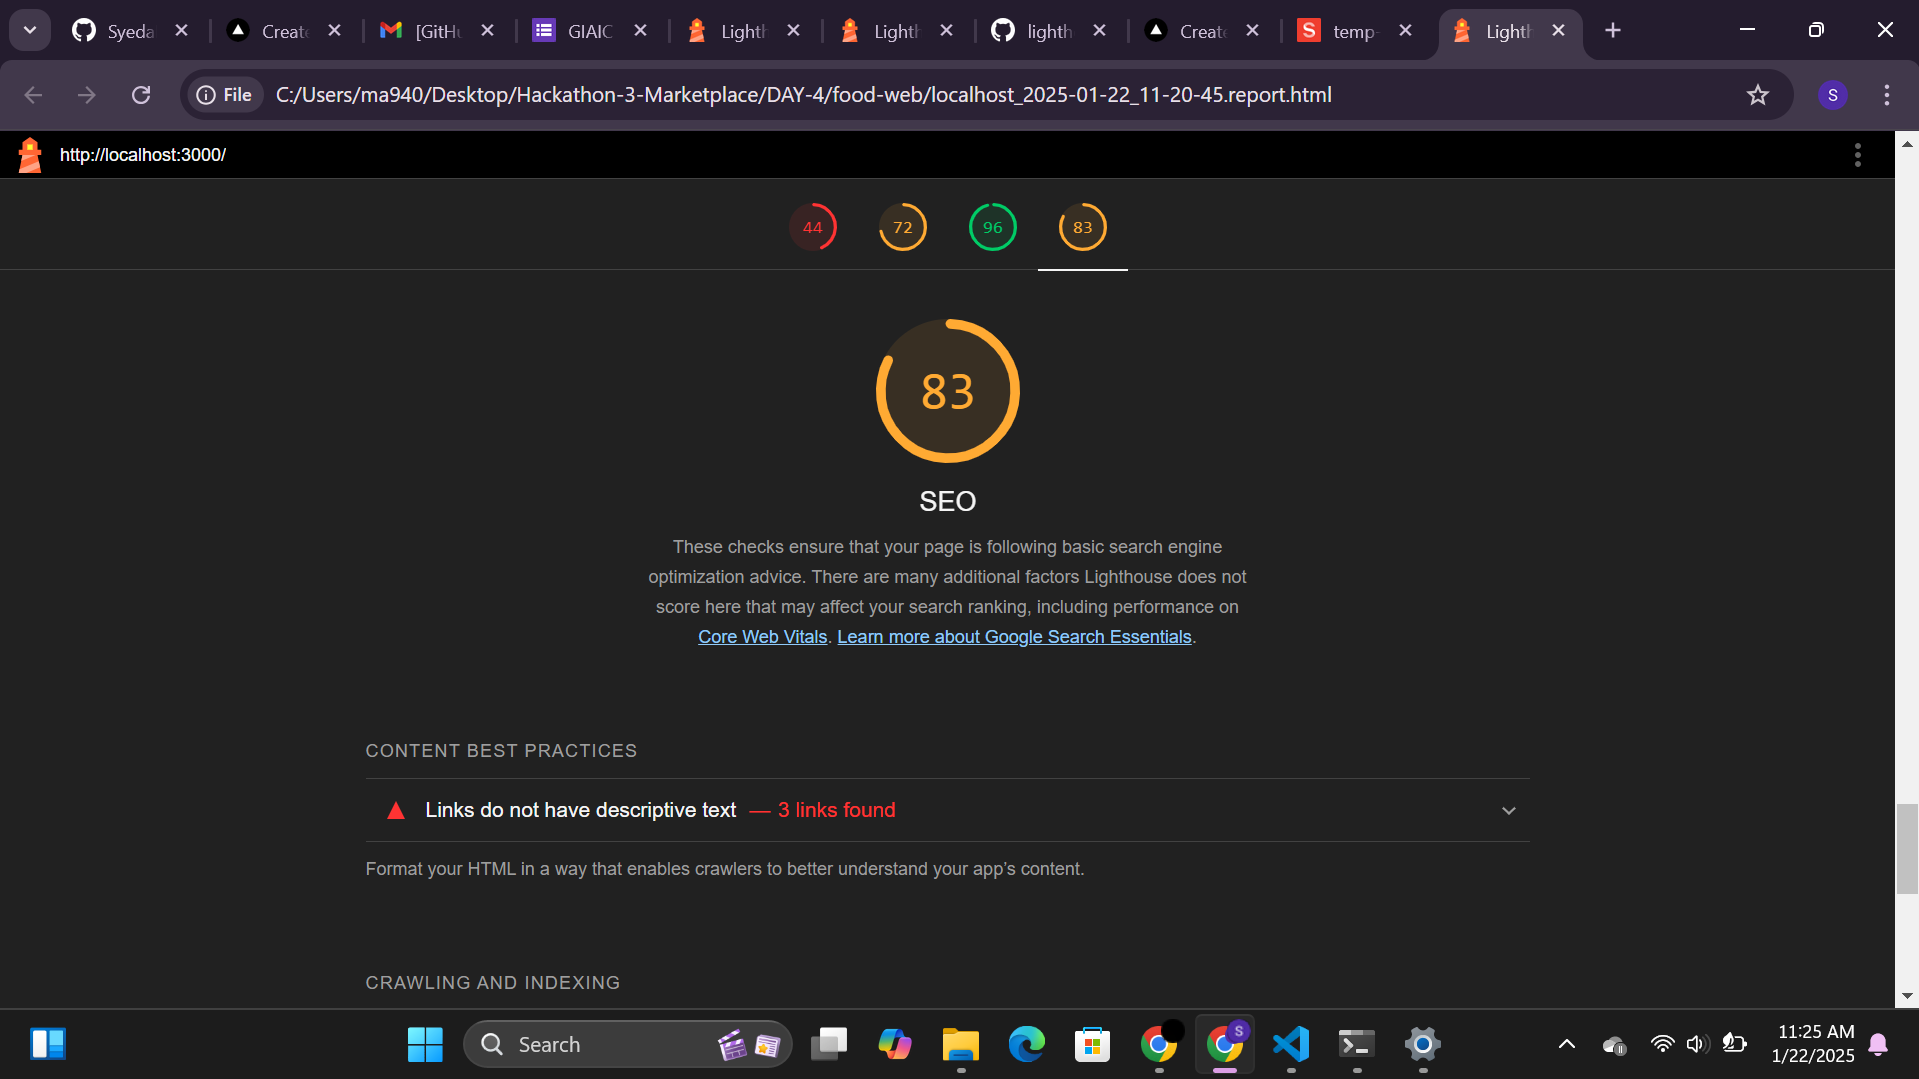 Syeda
Create
[GitHu
GIAIC
Lighth
Lighth
lighth
Create
temp-
Lighth
File
C:/Users/ma940/Desktop/Hackathon-3-Marketplace/DAY-4/food-web/localhost_2025-01-22_11-20-45.report.html
S
http://localhost:3000/
44
72
96
83
83
SEO
These checks ensure that your page is following basic search engine
optimization advice. There are many additional factors Lighthouse does not
score here that may affect your search ranking, including performance on
Core Web Vitals. Learn more about Google Search Essentials.
CONTENT BEST PRACTICES
Links do not have descriptive text — 3 links found
Format your HTML in a way that enables crawlers to better understand your app’s content.
CRAWLING AND INDEXING
Search
S
11:25 AM
1/22/2025